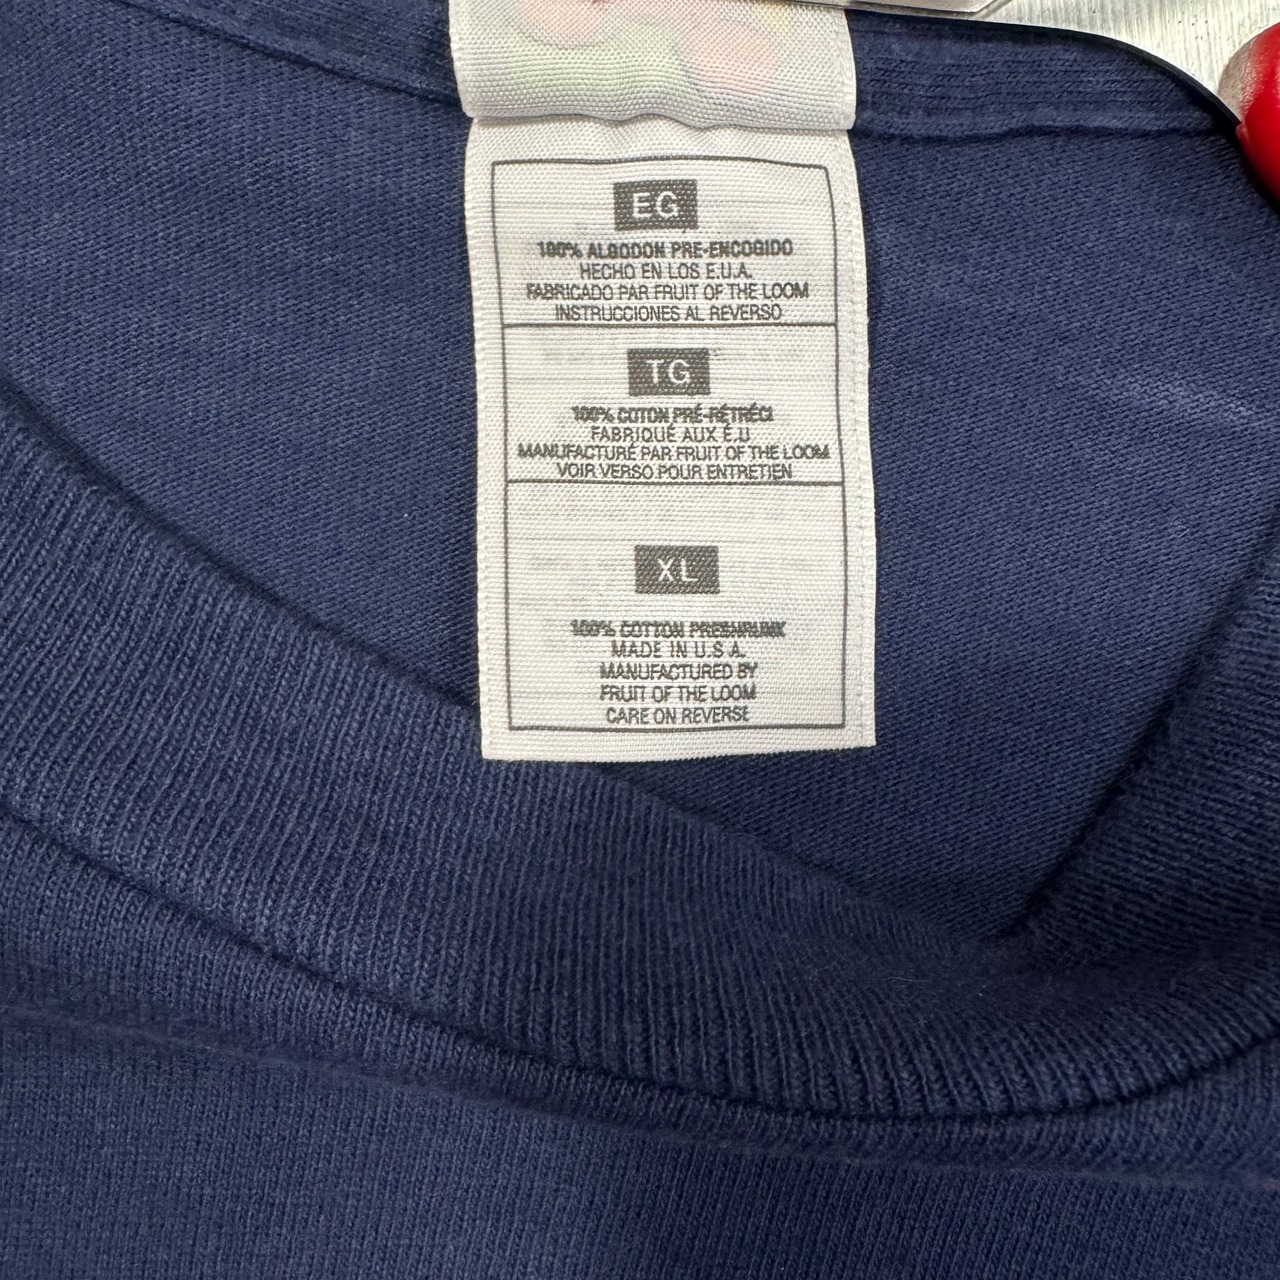 EG
100% ALGODON PRE-ENCOGIDO
HECHO EN LOS E.U.A.
FABRICADO PAR FRUIT OF THE LOOM
INSTRUCCIONES AL REVERSO
TG
100% COTON PRÉ-RÉTRÉCI
FABRIQUÉ AUX É.U
MANUFACTURÉ PAR FRUIT OF THE LOOM
VOIR VERSO POUR ENTRETIEN
XL
100% COTTON PRESHRUNK
MADE IN U.S.A.
MANUFACTURED BY
FRUIT OF THE LOOM
CARE ON REVERSE